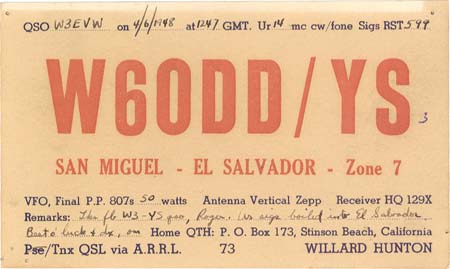 QSO W3EVW on 4/6/1948 at 1247 GMT. Ur 14 mc cw/fone Sigs RST 599
W6ODD/YS 3
SAN MIGUEL - EL SALVADOR - Zone 7
VFO, Final P.P. 807s 50 watts Antenna Vertical Zepp Receiver HQ 129X
Remarks: Tks fb W3-YS qso, Roger. Ur sigs boiled into El Salvador.
Best o' luck & dx, om Home QTH: P. O. Box 173, Stinson Beach, California
Pse/Tnx QSL via A.R.R.L. 73 WILLARD HUNTON